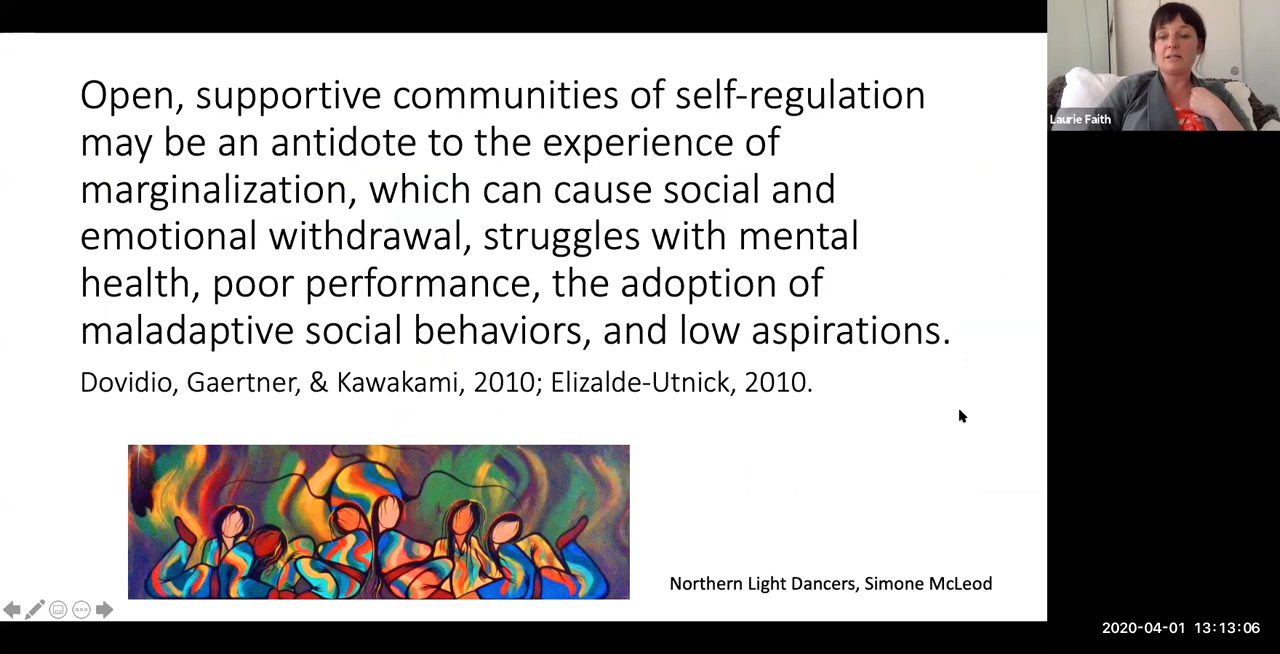 Open, supportive communities of self-regulation
may be an antidote to the experience of
marginalization, which can cause social and
emotional withdrawal, struggles with mental
health, poor performance, the adoption of
maladaptive social behaviors, and low aspirations.
Dovidio, Gaertner, & Kawakami, 2010; Elizalde-Utnick, 2010.
Northern Light Dancers, Simone McLeod
Laurie Faith
2020-04-01 13:13:06